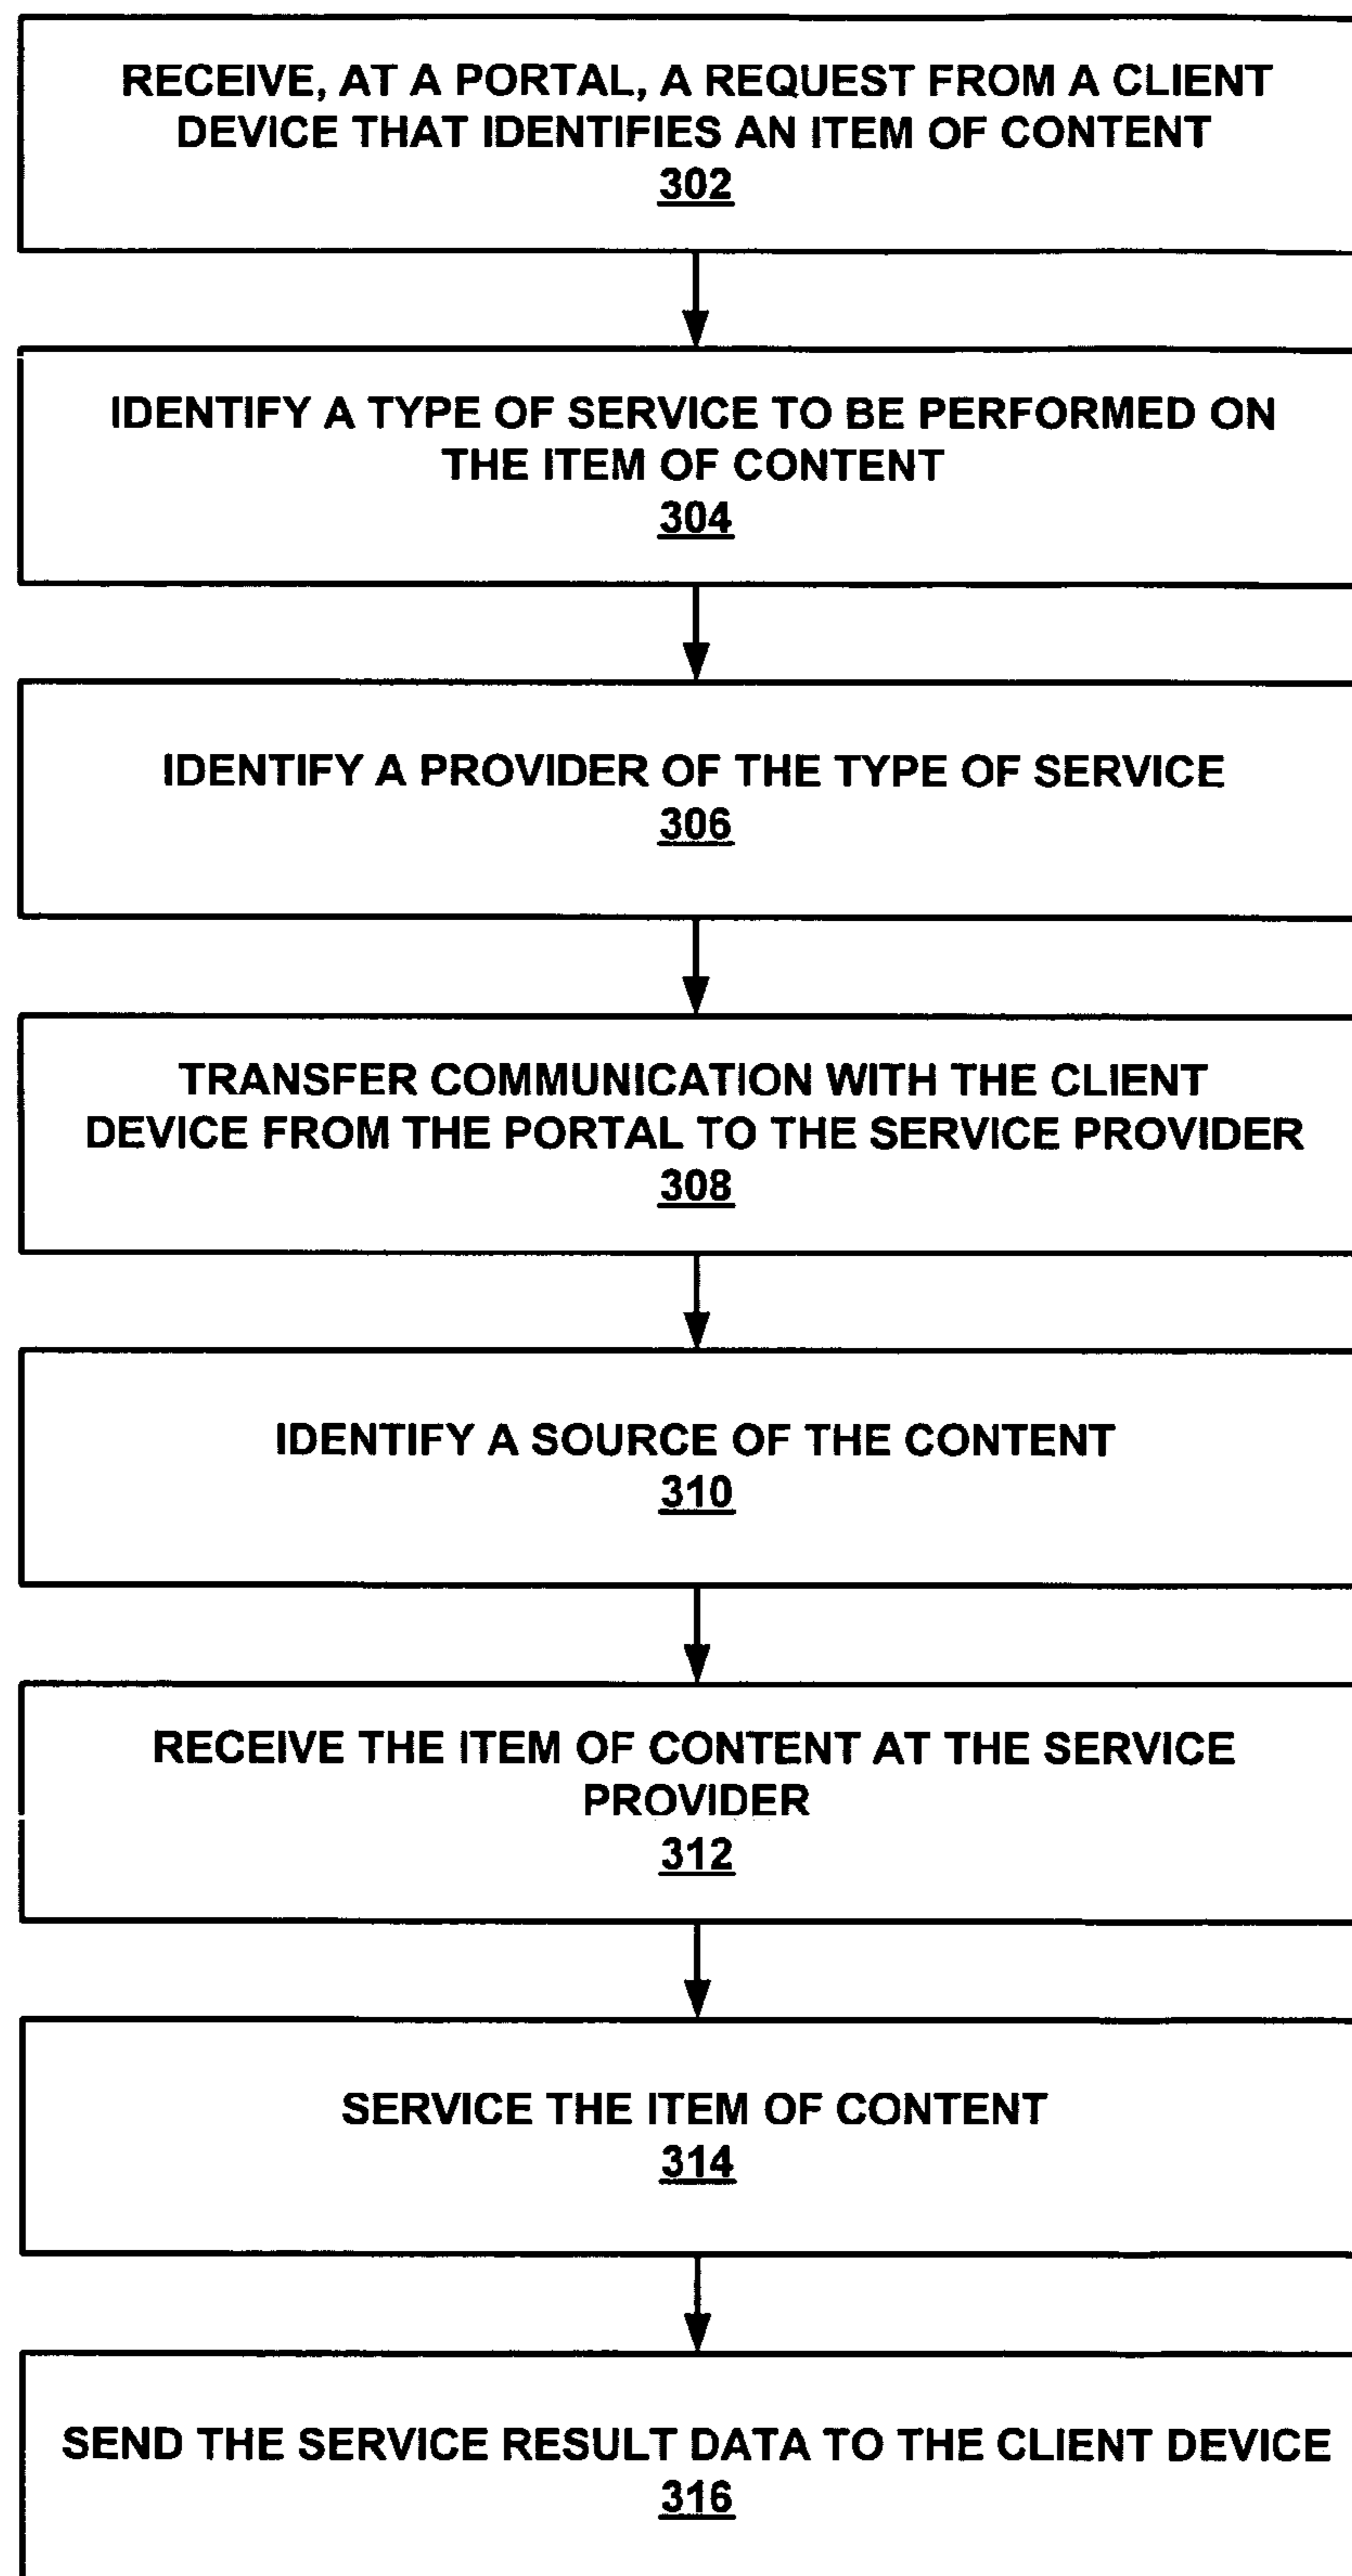 RECEIVE, AT A PORTAL, A REQUEST FROM A CLIENT
DEVICE THAT IDENTIFIES AN ITEM OF CONTENT
302
IDENTIFY A TYPE OF SERVICE TO BE PERFORMED ON
THE ITEM OF CONTENT
304
IDENTIFY A PROVIDER OF THE TYPE OF SERVICE
306
TRANSFER COMMUNICATION WITH THE CLIENT
DEVICE FROM THE PORTAL TO THE SERVICE PROVIDER
308
IDENTIFY A SOURCE OF THE CONTENT
310
RECEIVE THE ITEM OF CONTENT AT THE SERVICE
PROVIDER
312
SERVICE THE ITEM OF CONTENT
314
SEND THE SERVICE RESULT DATA TO THE CLIENT DEVICE
316